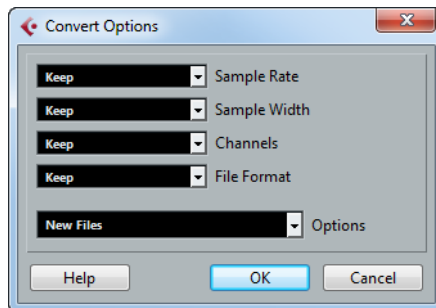 Convert Options
Keep Sample Rate
Keep Sample Width
Keep Channels
Keep File Format
New Files Options
Help OK Cancel